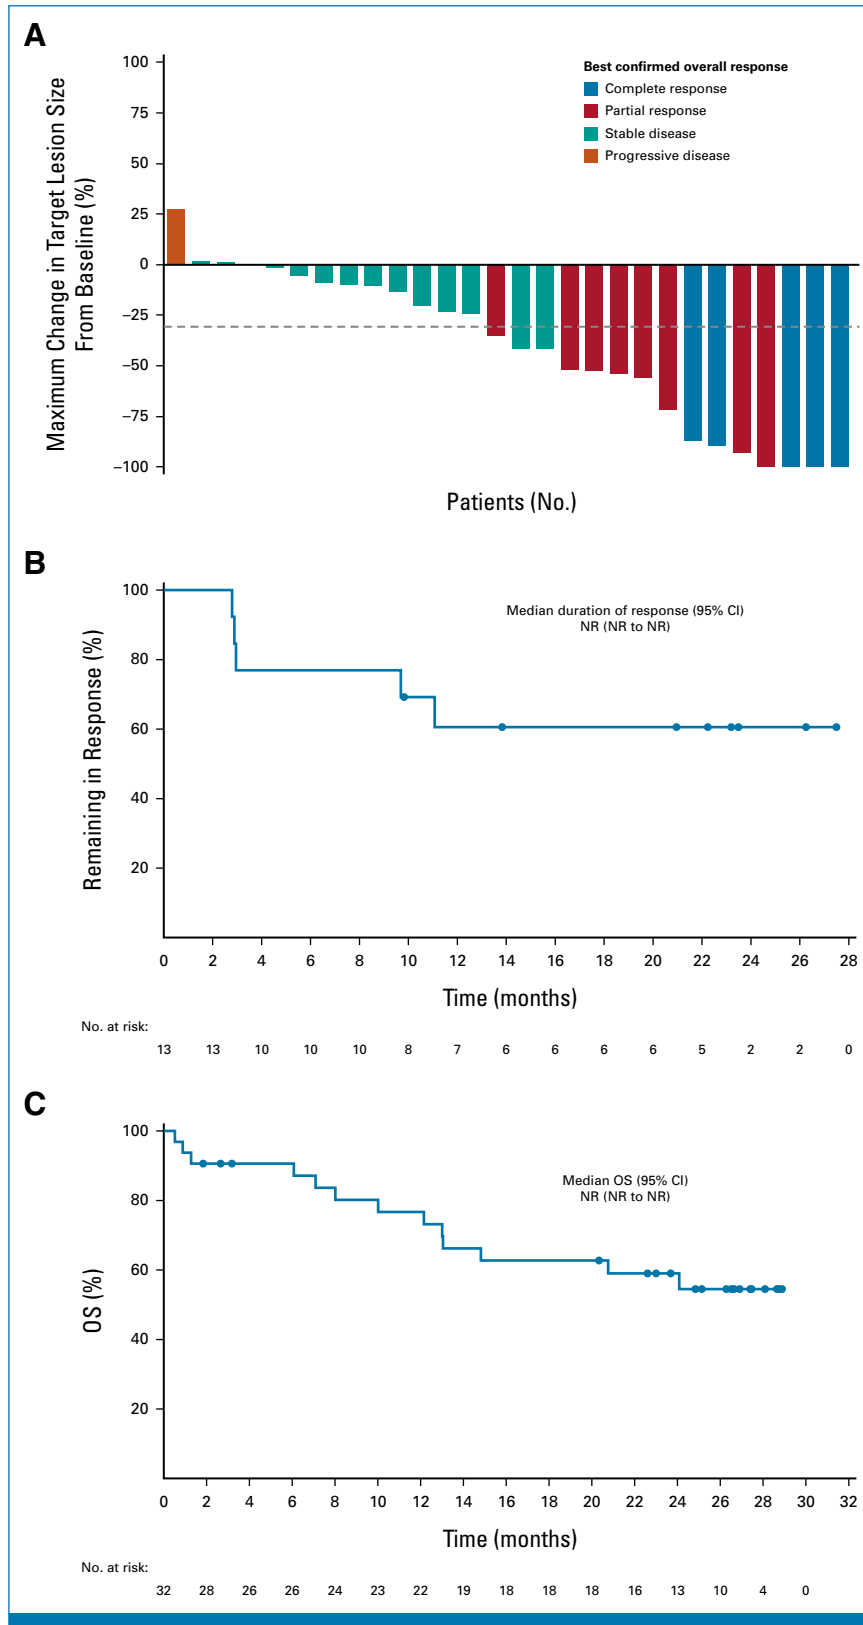 A
Maximum Change in Target Lesion Size
From Baseline (%)
100
75
50
25
0
−25
−50
−75
−100
Best confirmed overall response
Complete response
Partial response
Stable disease
Progressive disease
Patients (No.)
B
Remaining in Response (%)
100
80
60
40
20
Median duration of response (95% CI)
NR (NR to NR)
0 2 4 6 8 10 12 14 16 18 20 22 24 26 28
Time (months)
No. at risk:
13 13 10 10 10 8 7 6 6 6 6 5 2 2 0
C
OS (%)
100
80
60
40
20
Median OS (95% CI)
NR (NR to NR)
0 2 4 6 8 10 12 14 16 18 20 22 24 26 28 30 32
Time (months)
No. at risk:
32 28 26 26 24 23 22 19 18 18 18 16 13 10 4 0